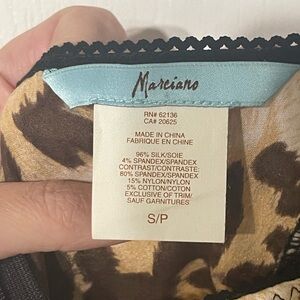 Marciano
RN# 62136
CA# 20625
MADE IN CHINA
FABRIQUE EN CHINE
96% SILK/SOIE
4% SPANDEX/SPANDEX
CONTRAST/CONTRASTE:
80% SPANDEX/SPANDEX
15% NYLON/NYLON
5% COTTON/COTON
EXCLUSIVE OF TRIM/
SAUF GARNITURES
S/P